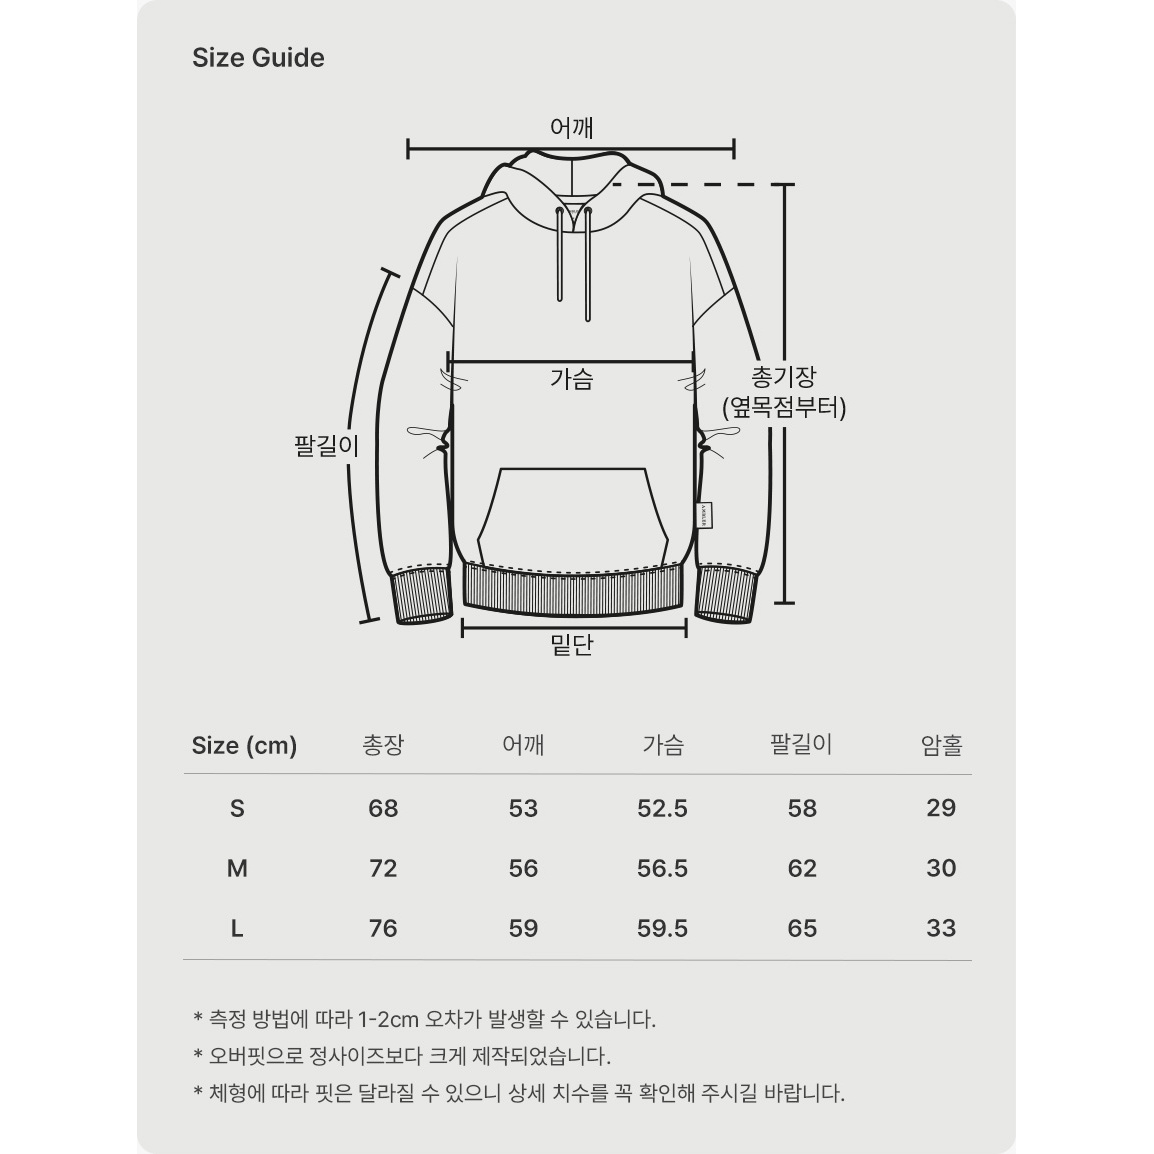 Size Guide
어깨
가슴
총기장
(옆목점부터)
팔길이
밑단
Size (cm) 총장 어깨 가슴 팔길이 암홀
S 68 53 52.5 58 29
M 72 56 56.5 62 30
L 76 59 59.5 65 33
* 측정 방법에 따라 1-2cm 오차가 발생할 수 있습니다.
* 오버핏으로 정사이즈보다 크게 제작되었습니다.
* 체형에 따라 핏은 달라질 수 있으니 상세 치수를 꼭 확인해 주시길 바랍니다.